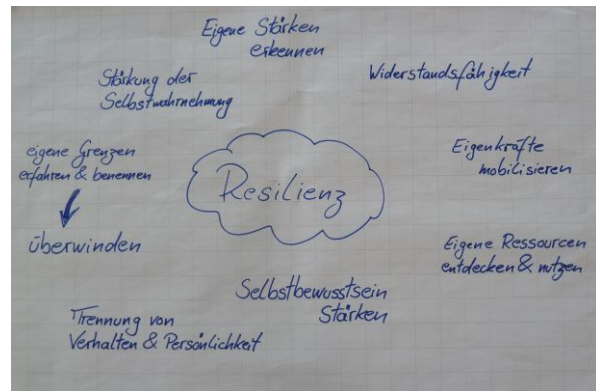 Eigene Stärken
erkennen
Widerstandsfähigkeit
Stärkung der
Selbstwahrnehmung
eigene Grenzen
erfahren & benennen
überwinden
Resilienz
Eigenkräfte
mobilisieren
Eigene Ressourcen
entdecken & nutzen
Selbstbewusstsein
Stärken
Trennung von
Verhalten & Persönlichkeit